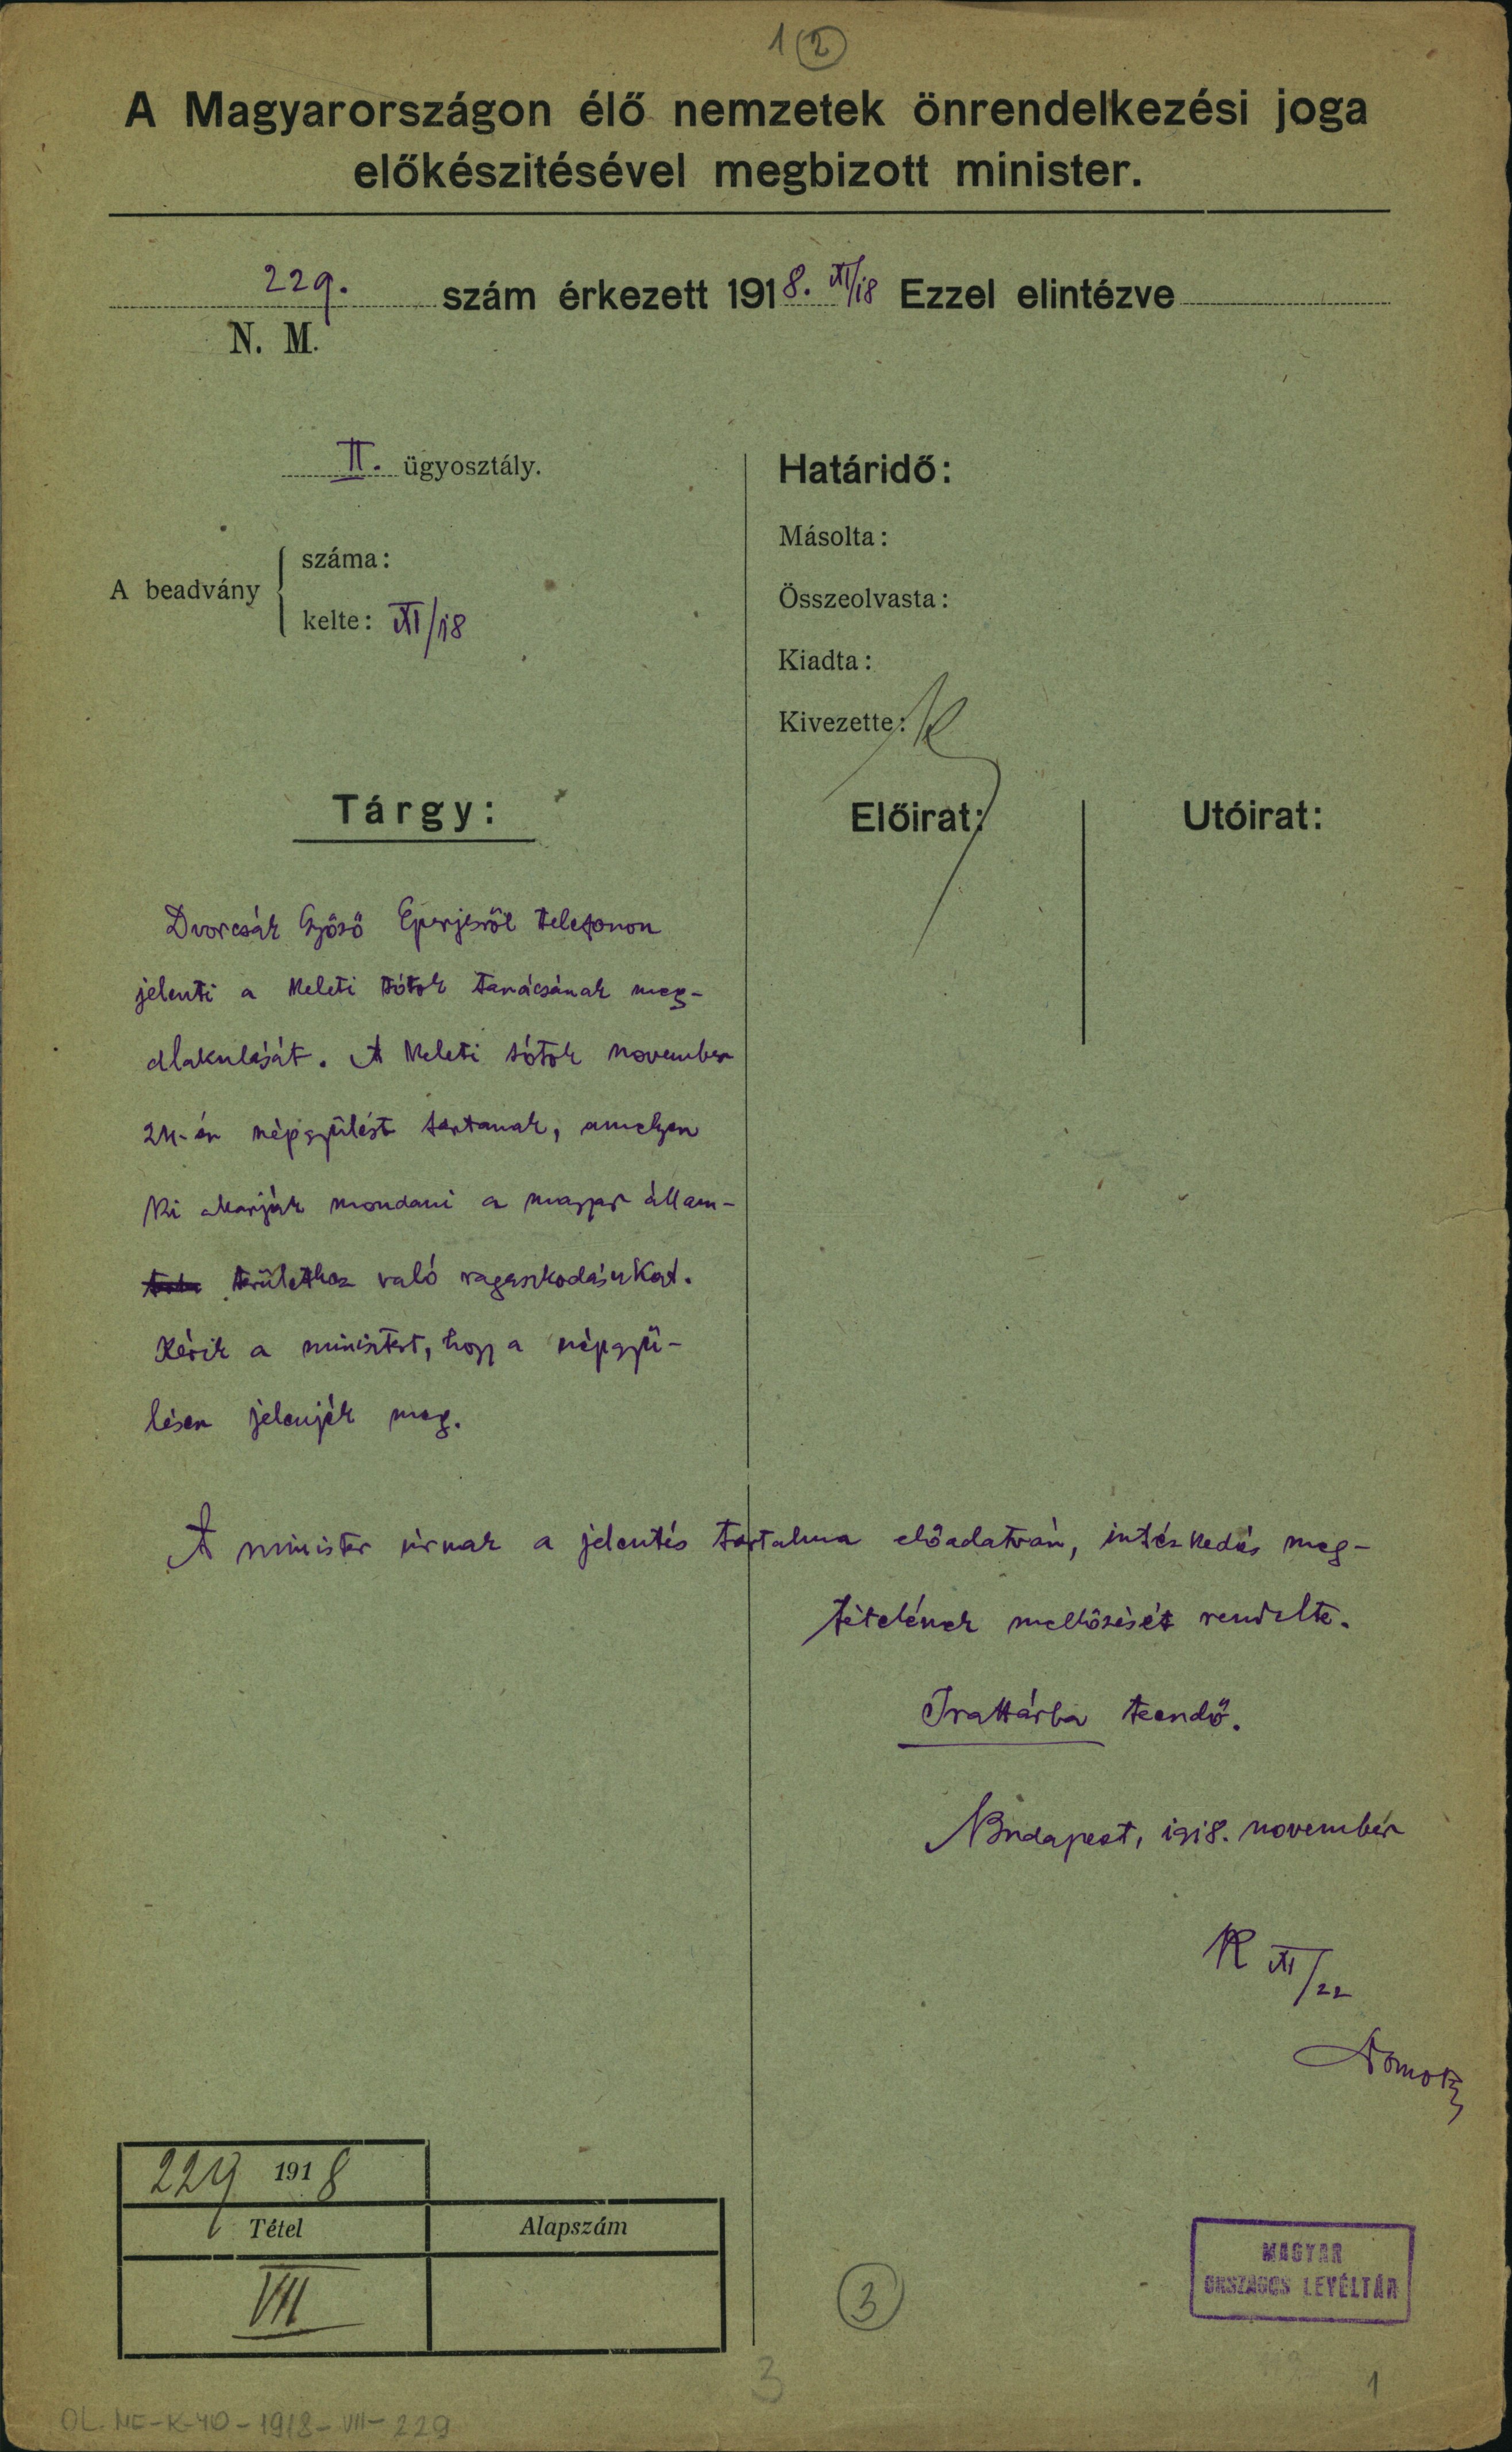 1 2
A Magyarországon élő nemzetek önrendelkezési joga
előkészitésével megbizott minister.
229. szám érkezett 1918. XI/18 Ezzel elintézve
N. M.
II. ügyosztály.
A beadvány
száma:
kelte: XI/18
Határidő:
Másolta:
Összeolvasta:
Kiadta:
Kivezette:
Tárgy:
Előirat:
Utóirat:
Dvorcsák Győző Eperjesről telefonon
jelenti a keleti tótok tanácsának meg-
alakulását. A keleti tótok november
24-én népgyűlést tartanak, amelyen
ki akarják mondani a magyar állam-
területhez való ragaszkodásukat.
Kérik a ministert, hogy a népgyű-
lésen jelenjék meg.
A minister úrnak a jelentés tartalma előadatván, intézkedés meg-
tételének mellőzését rendelte.
Irattárba teendő.
Budapest, 1918. november
R XI/22
229 1918
Tétel
Alapszám
VII
3
MAGYAR
ORSZÁGOS LEVÉLTÁR
3
1
OL-ME-K-40-1918-VII-229